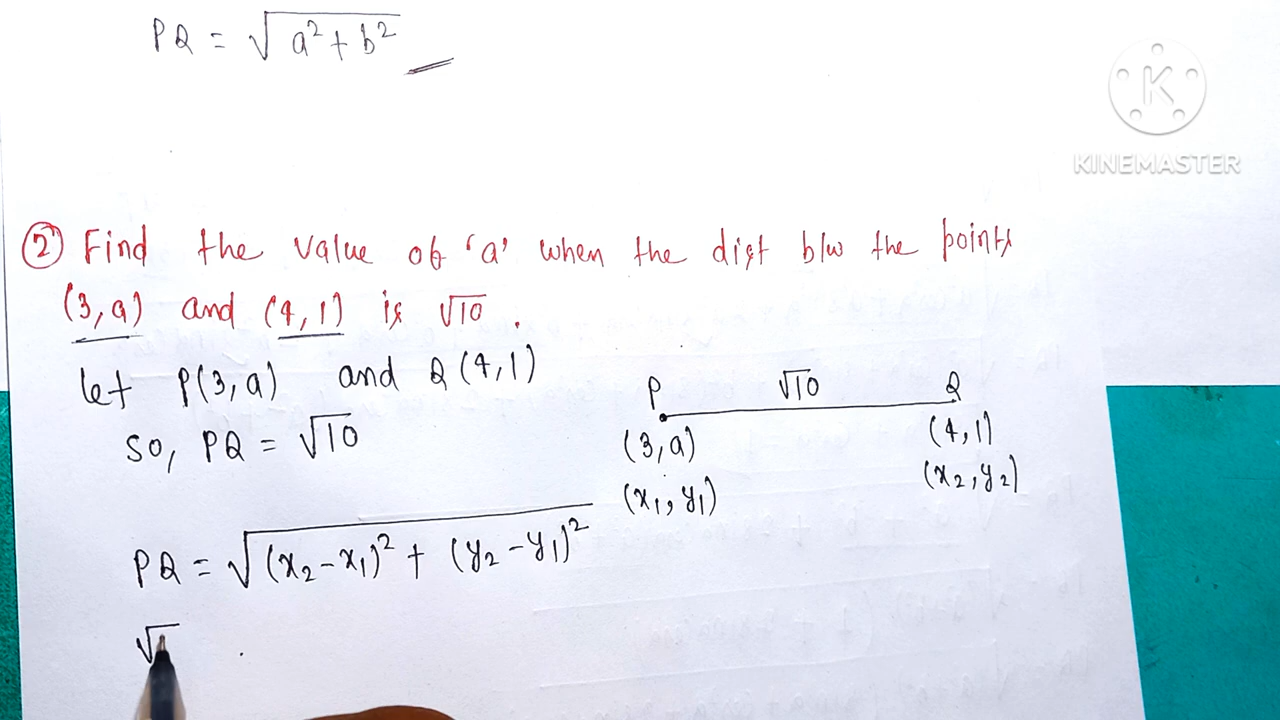 PQ = √a² + b²
K
KINEMASTER
② Find the value of 'a' when the dist b/w the points
(3, a) and (4, 1) is √10.
let P(3, a) and Q(4, 1)
so, PQ = √10
P √10 Q
(3, a) (4, 1)
(x₁, y₁) (x₂, y₂)
PQ = √(x₂ - x₁)² + (y₂ - y₁)²
√